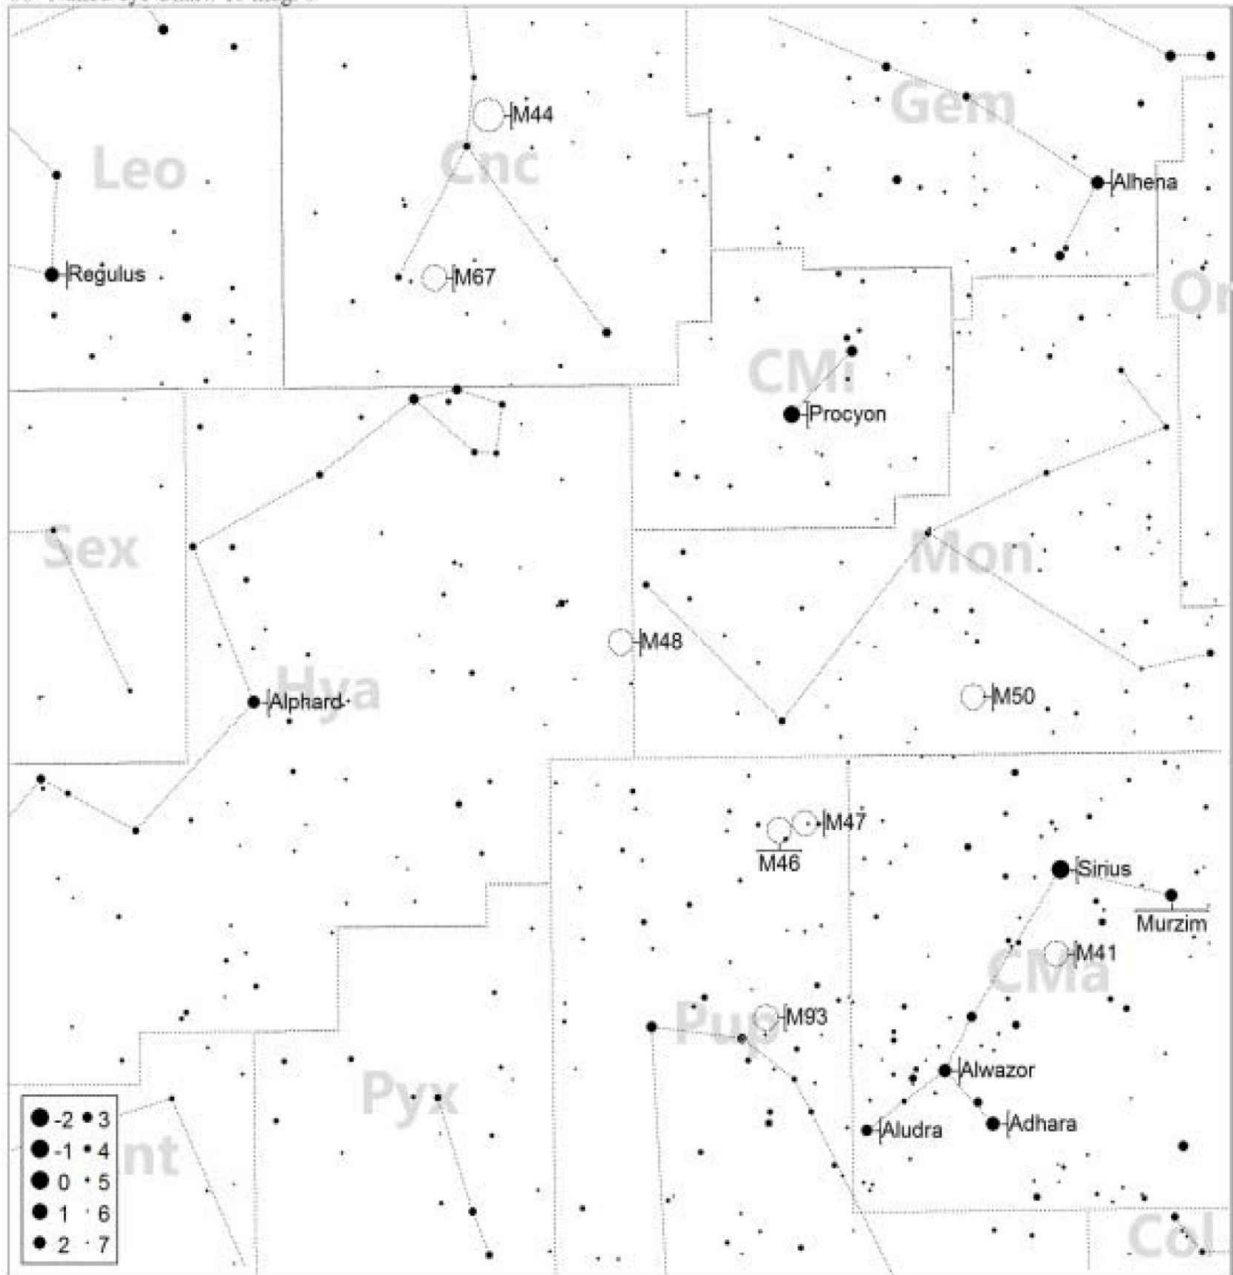 M44
Gem
Leo
Cnc
Alhena
Regulus
M67
Or
CMi
Procyon
Sex
Mon
M48
Hya
Alphard
M50
M47
M46
Sirius
Murzim
CMa
M41
Pup
M93
Pyx
Alwazor
Aludra
Adhara
-2 3
-1 4
0 5
1 6
2 7
nt
Col